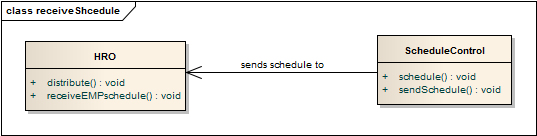 class receiveShcedule
HRO
+ distribute() : void
+ receiveEMPschedule() : void
sends schedule to
ScheduleControl
+ schedule() : void
+ sendSchedule() : void